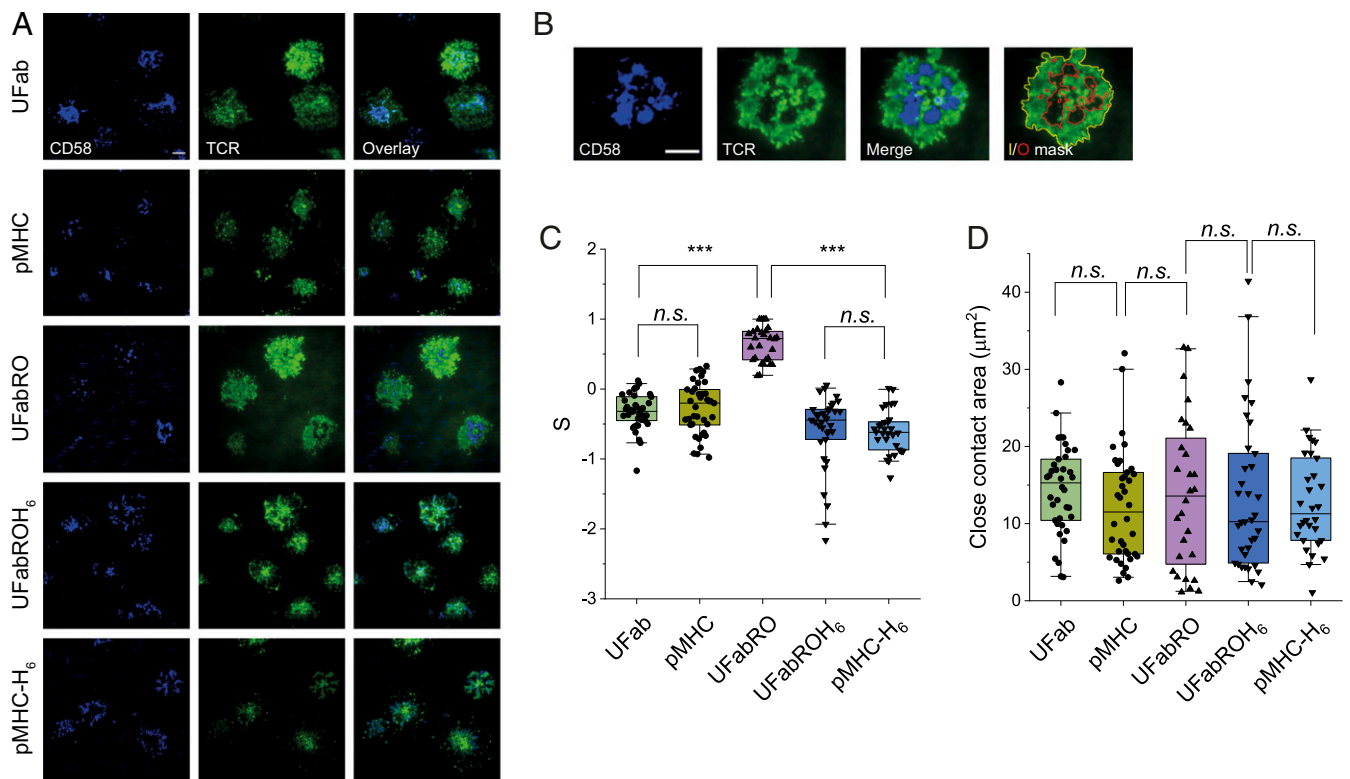 A
UFab
CD58
TCR
Overlay
pMHC
UFabRO
UFabROH₆
pMHC-H₆
B
CD58
TCR
Merge
I/O mask
C
S
2
1
0
-1
-2
-3
***
***
n.s.
n.s.
UFab
pMHC
UFabRO
UFabROH₆
pMHC-H₆
D
Close contact area (μm²)
40
30
20
10
0
n.s.
n.s.
n.s.
n.s.
UFab
pMHC
UFabRO
UFabROH₆
pMHC-H₆